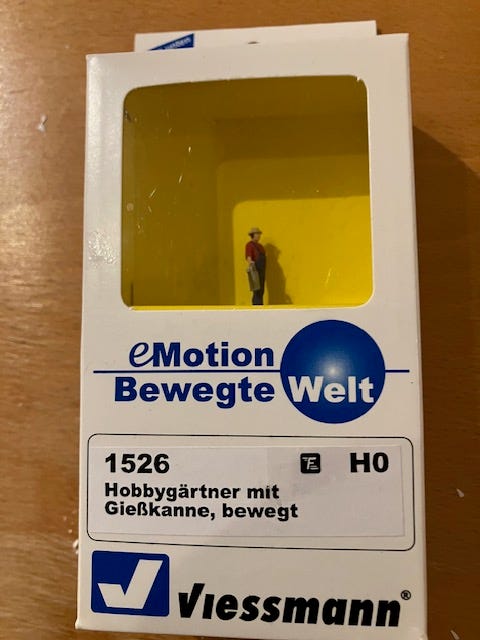 eMotion
Bewegte Welt
1526 H0
Hobbygärtner mit
Gießkanne, bewegt
Viessmann®